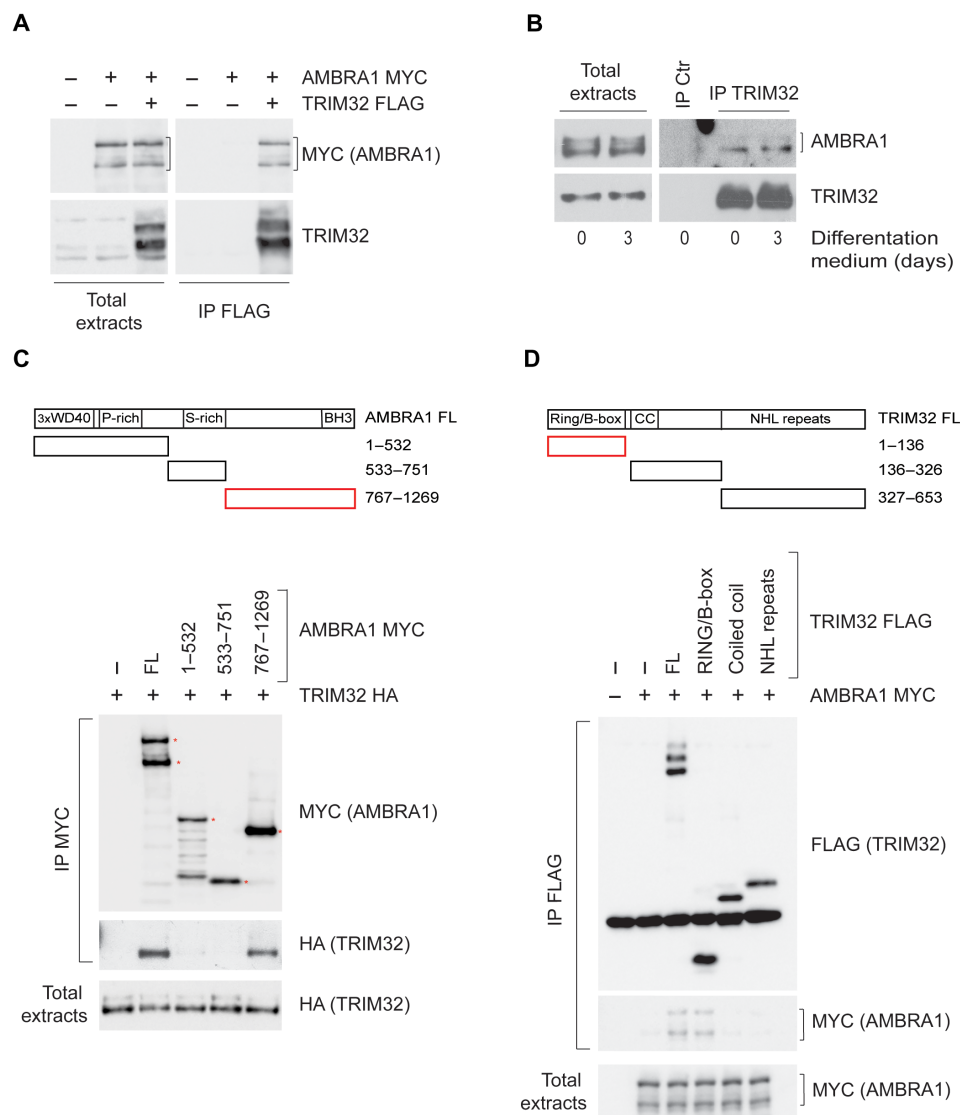 A
– + + – – + AMBRA1 MYC
– – + – – + TRIM32 FLAG
MYC (AMBRA1)
TRIM32
Total
extracts
IP FLAG
B
Total
extracts
IP Ctr
IP TRIM32
AMBRA1
TRIM32
0 3 0 0 3 Differentation
medium (days)
C
3xWD40 P-rich S-rich BH3 AMBRA1 FL
1–532
533–751
767–1269
– FL 1–532 533–751 767–1269
AMBRA1 MYC
+ + + + + TRIM32 HA
IP MYC
* * * * *
MYC (AMBRA1)
HA (TRIM32)
Total
extracts
HA (TRIM32)
D
Ring/B-box CC NHL repeats TRIM32 FL
1–136
136–326
327–653
– – FL RING/B-box Coiled coil NHL repeats
TRIM32 FLAG
– + + + + + AMBRA1 MYC
IP FLAG
FLAG (TRIM32)
MYC (AMBRA1)
Total
extracts
MYC (AMBRA1)